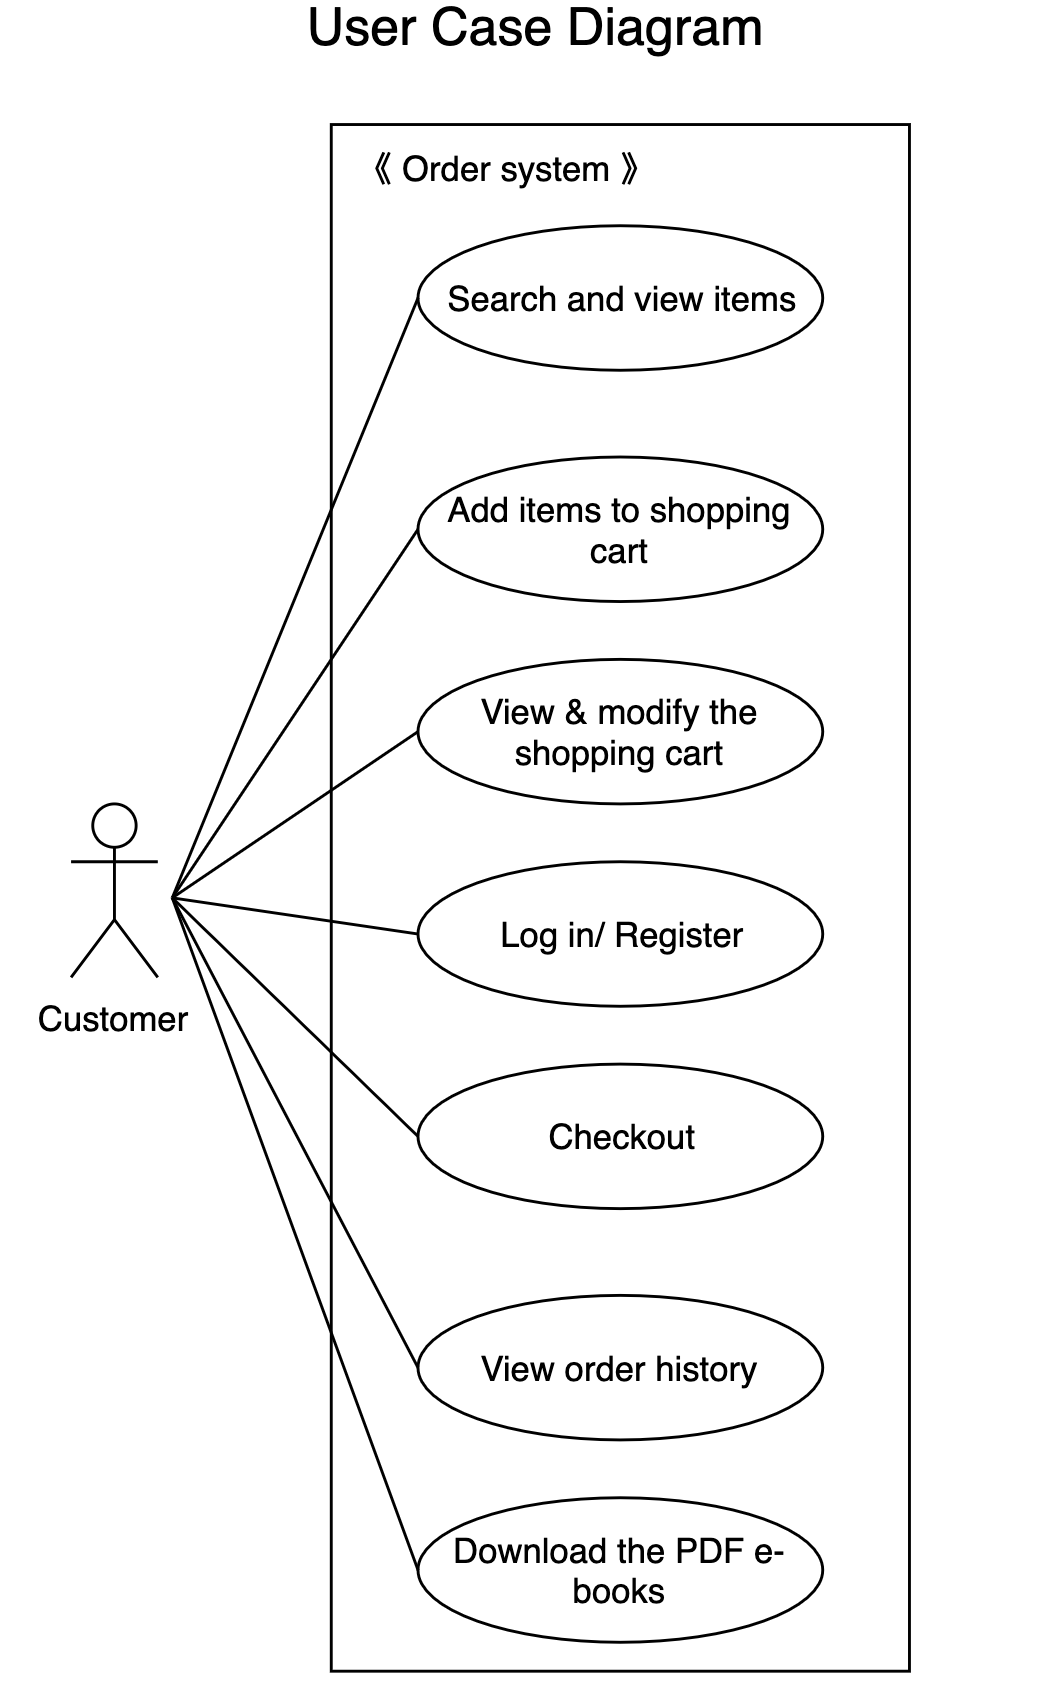 User Case Diagram
《 Order system 》
Search and view items
Add items to shopping
cart
View & modify the
shopping cart
Log in/ Register
Customer
Checkout
View order history
Download the PDF e-
books